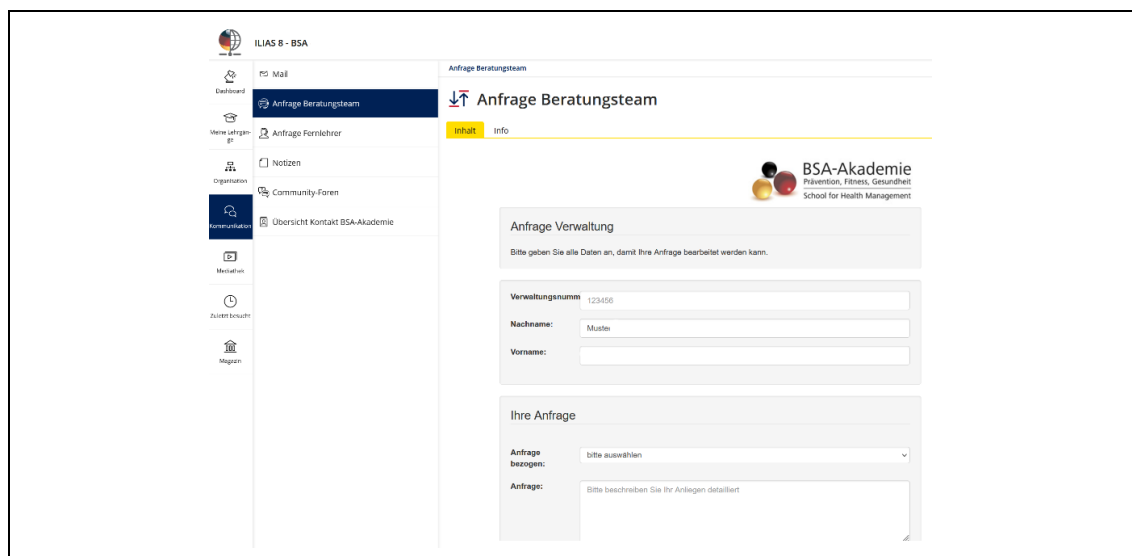 ILIAS 8 - BSA
Dashboard
Meine Lehrgän-
ge
Organisation
Kommunikation
Mediathek
Zuletzt besucht
Magazin
Mail
Anfrage Beratungsteam
Anfrage Fernlehrer
Notizen
Community-Foren
Übersicht Kontakt BSA-Akademie
Anfrage Beratungsteam
Anfrage Beratungsteam
Inhalt Info
BSA-Akademie
Prävention, Fitness, Gesundheit
School for Health Management
Anfrage Verwaltung
Bitte geben Sie alle Daten an, damit Ihre Anfrage bearbeitet werden kann.
Verwaltungsnumm 123456
Nachname: Muster
Vorname:
Ihre Anfrage
Anfrage bitte auswählen
bezogen:
Anfrage: Bitte beschreiben Sie Ihr Anliegen detailliert